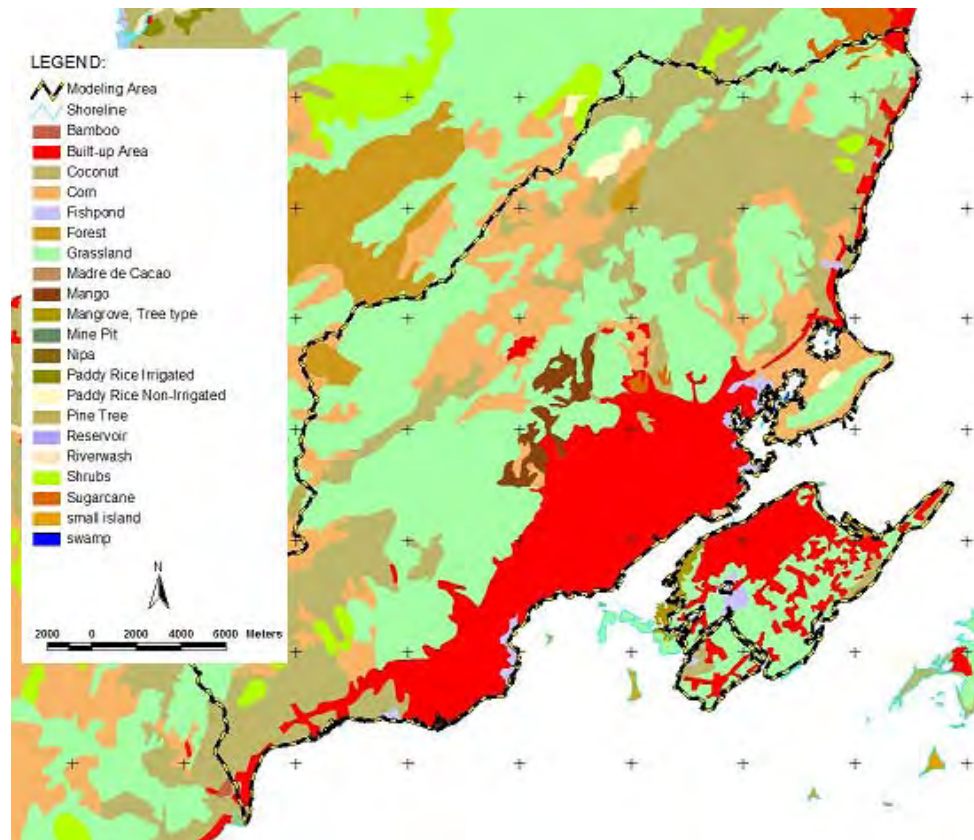 LEGEND:
Modeling Area
Shoreline
Bamboo
Built-up Area
Coconut
Corn
Fishpond
Forest
Grassland
Madre de Cacao
Mango
Mangrove, Tree type
Mine Pit
Nipa
Paddy Rice Irrigated
Paddy Rice Non-Irrigated
Pine Tree
Reservoir
Riverwash
Shrubs
Sugarcane
small island
swamp
N
2000 0 2000 4000 6000 Meters